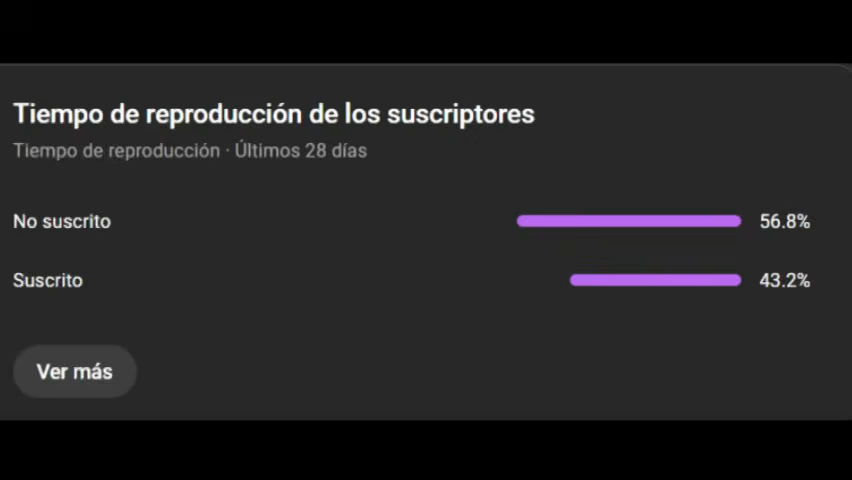 Tiempo de reproducción de los suscriptores
Tiempo de reproducción · Últimos 28 días
No suscrito 56.8%
Suscrito 43.2%
Ver más